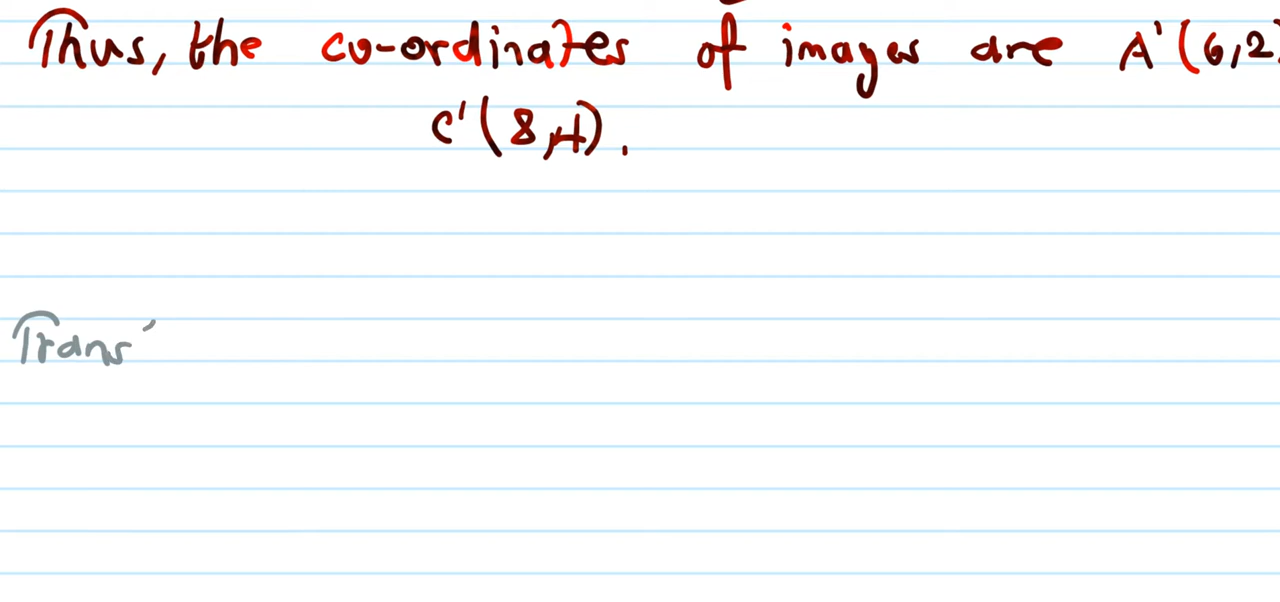 Thus, the co-ordinates of images are A'(6,2
C'(8,4).
Trans